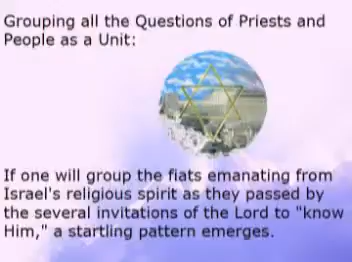 Grouping all the Questions of Priests and
People as a Unit:
If one will group the fiats emanating from
Israel's religious spirit as they passed by
the several invitations of the Lord to "know
Him," a startling pattern emerges.